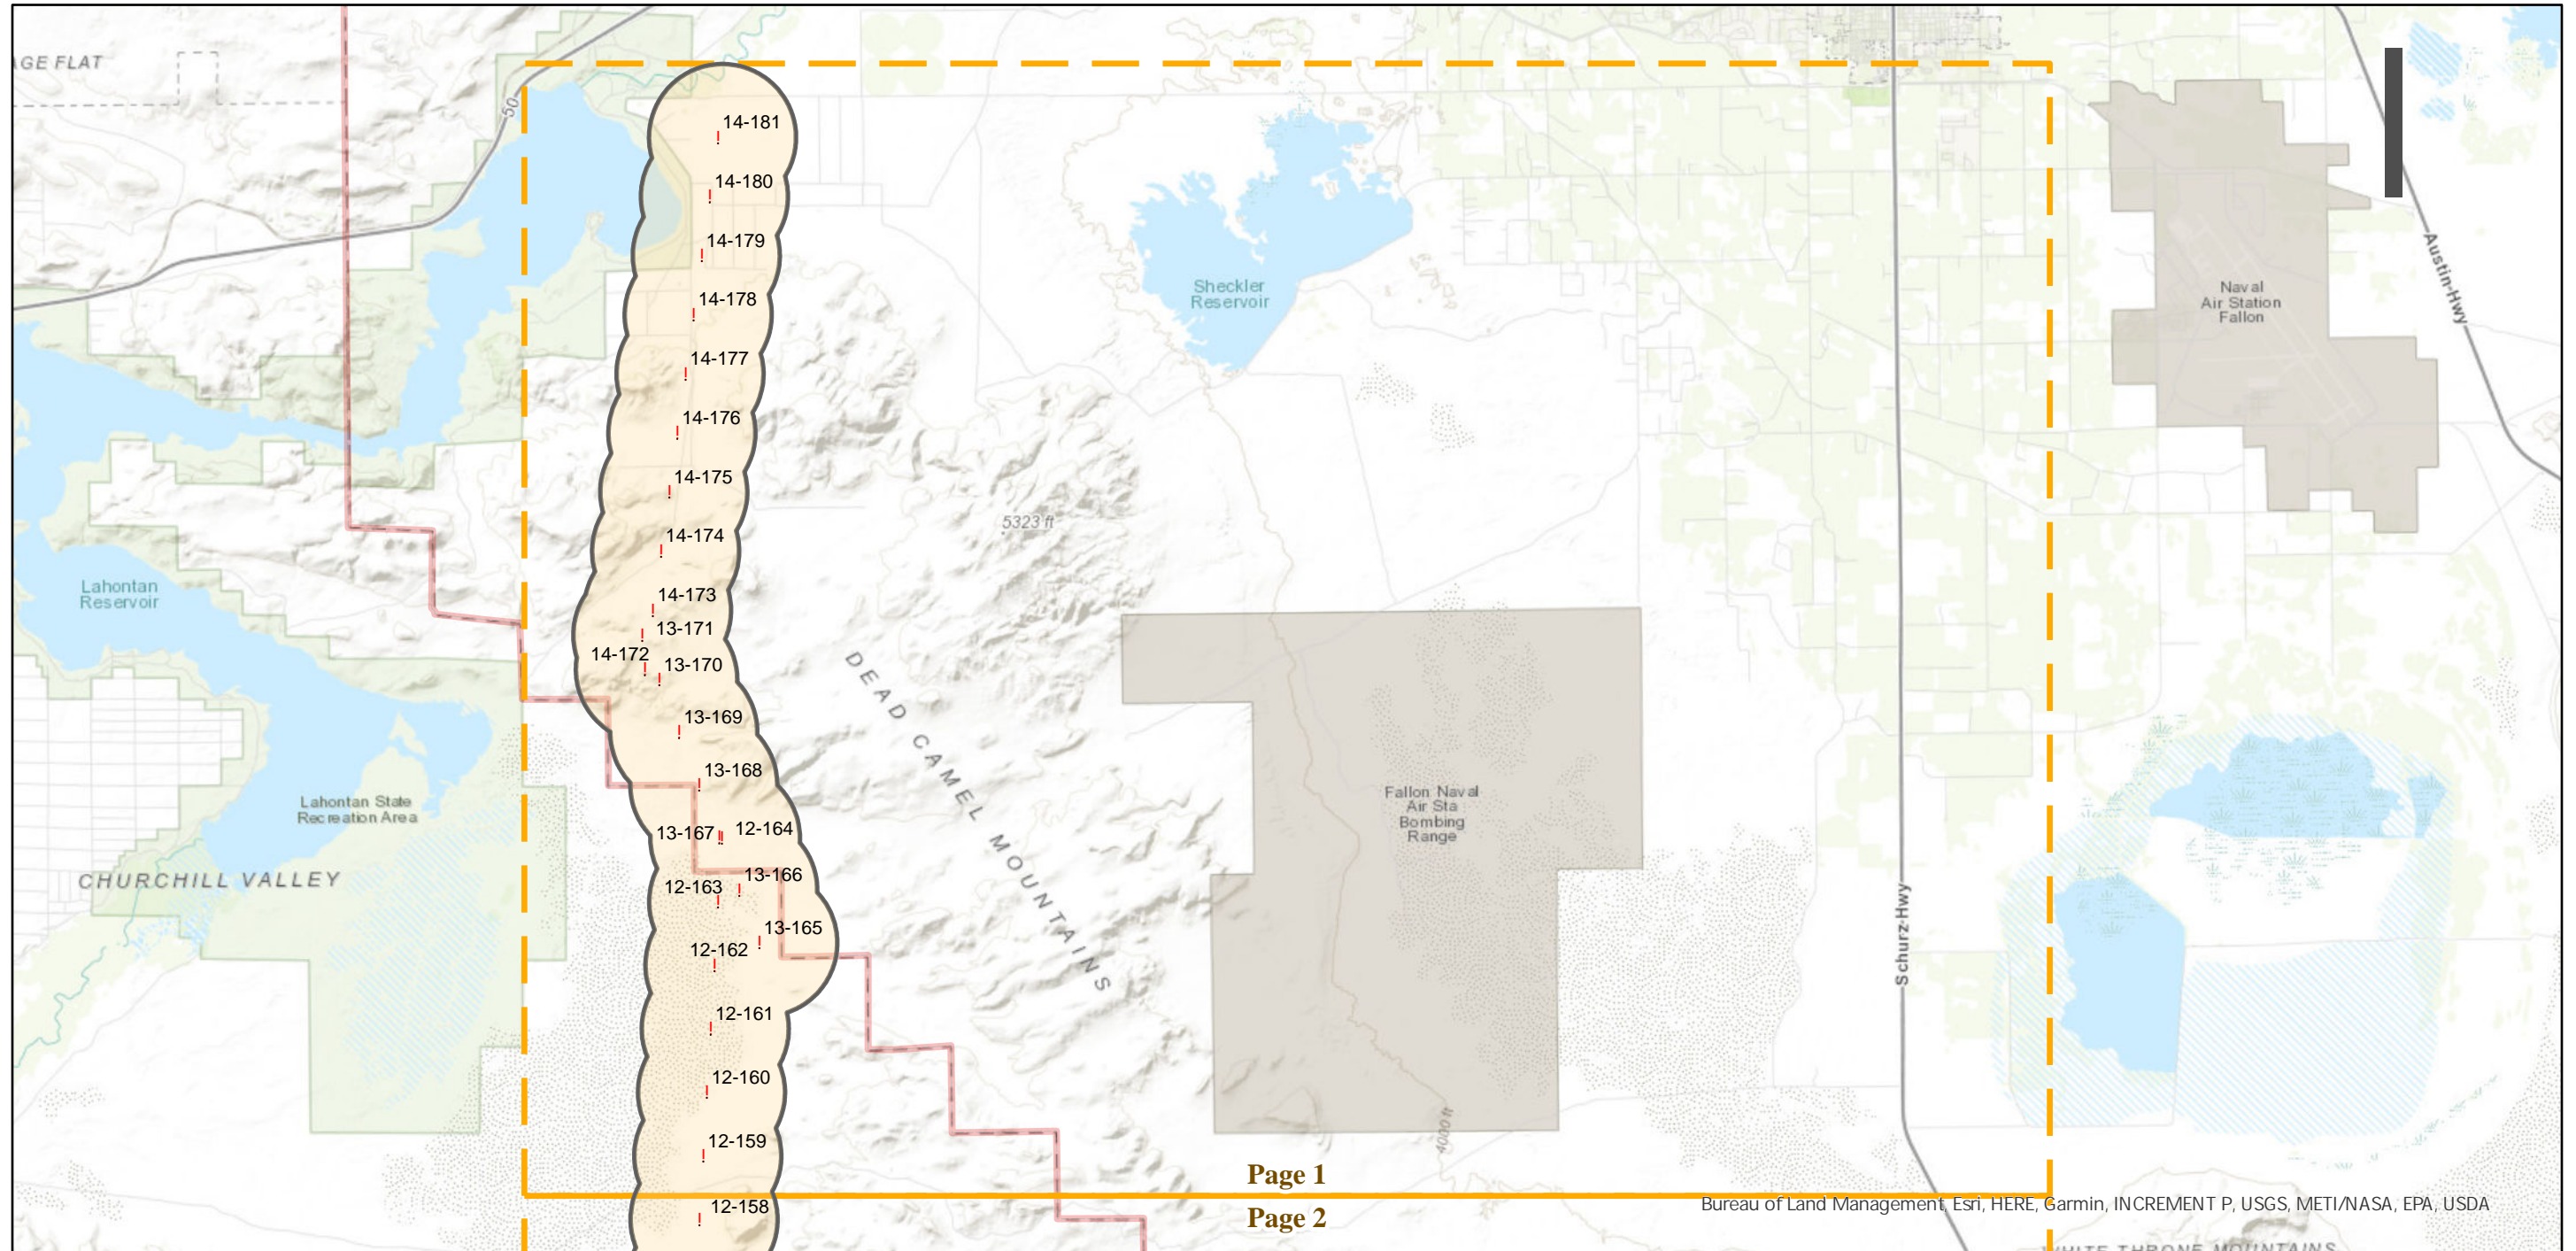 AGE FLAT
50
14-181
14-180
14-179
14-178
14-177
14-176
14-175
14-174
14-173
13-171
14-172
13-170
13-169
13-168
13-167
12-164
13-166
12-163
13-165
12-162
12-161
12-160
12-159
12-158
Sheckler
Reservoir
Naval
Air Station
Fallon
Austin-Hwy
5323 ft
Lahontan
Reservoir
DEAD CAMEL MOUNTAINS
Lahontan State
Recreation Area
CHURCHILL VALLEY
Fallon Naval
Air Sta
Bombing
Range
Schurz-Hwy
4000 ft
Page 1
Page 2
Bureau of Land Management, Esri, HERE, Garmin, INCREMENT P, USGS, METI/NASA, EPA, USDA
WHITE THRONE MOUNTAINS